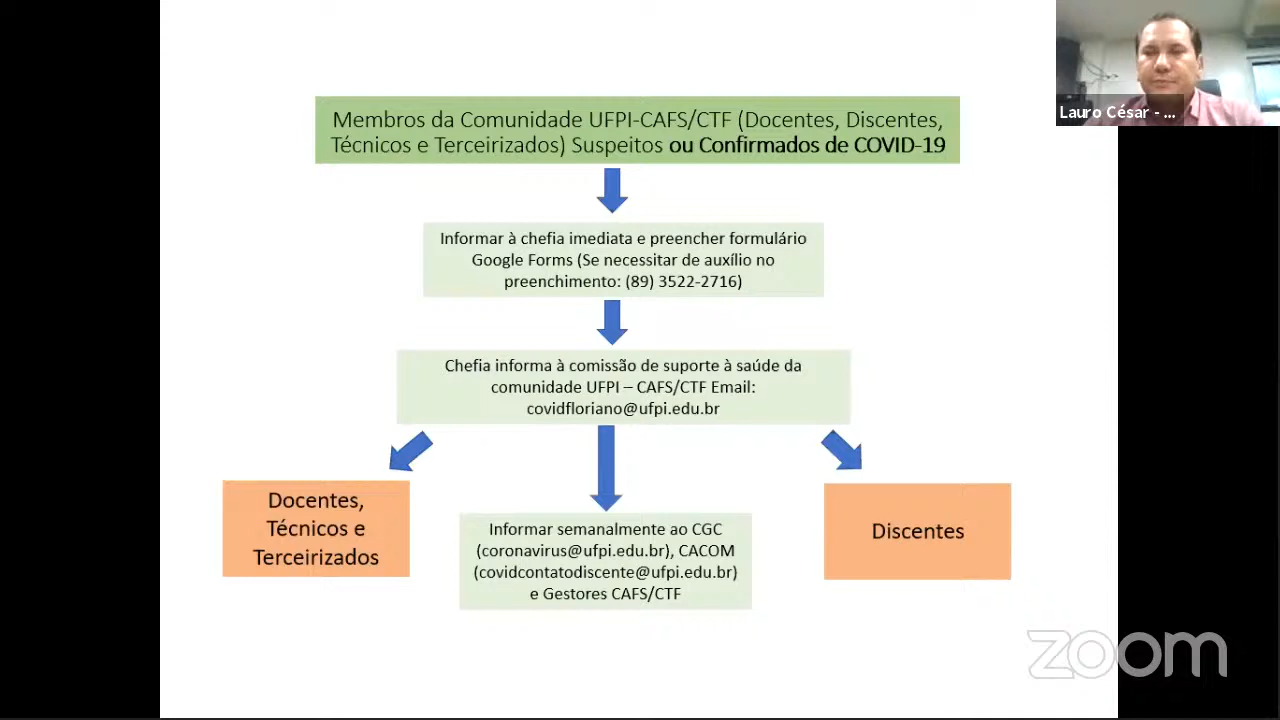 Membros da Comunidade UFPI-CAFS/CTF (Docentes, Discentes,
Técnicos e Terceirizados) Suspeitos ou Confirmados de COVID-19
Informar à chefia imediata e preencher formulário
Google Forms (Se necessitar de auxílio no
preenchimento: (89) 3522-2716)
Chefia informa à comissão de suporte à saúde da
comunidade UFPI – CAFS/CTF Email:
covidfloriano@ufpi.edu.br
Docentes,
Técnicos e
Terceirizados
Informar semanalmente ao CGC
(coronavirus@ufpi.edu.br), CACOM
(covidcontatodiscente@ufpi.edu.br)
e Gestores CAFS/CTF
Discentes
Lauro César - ...
zoom